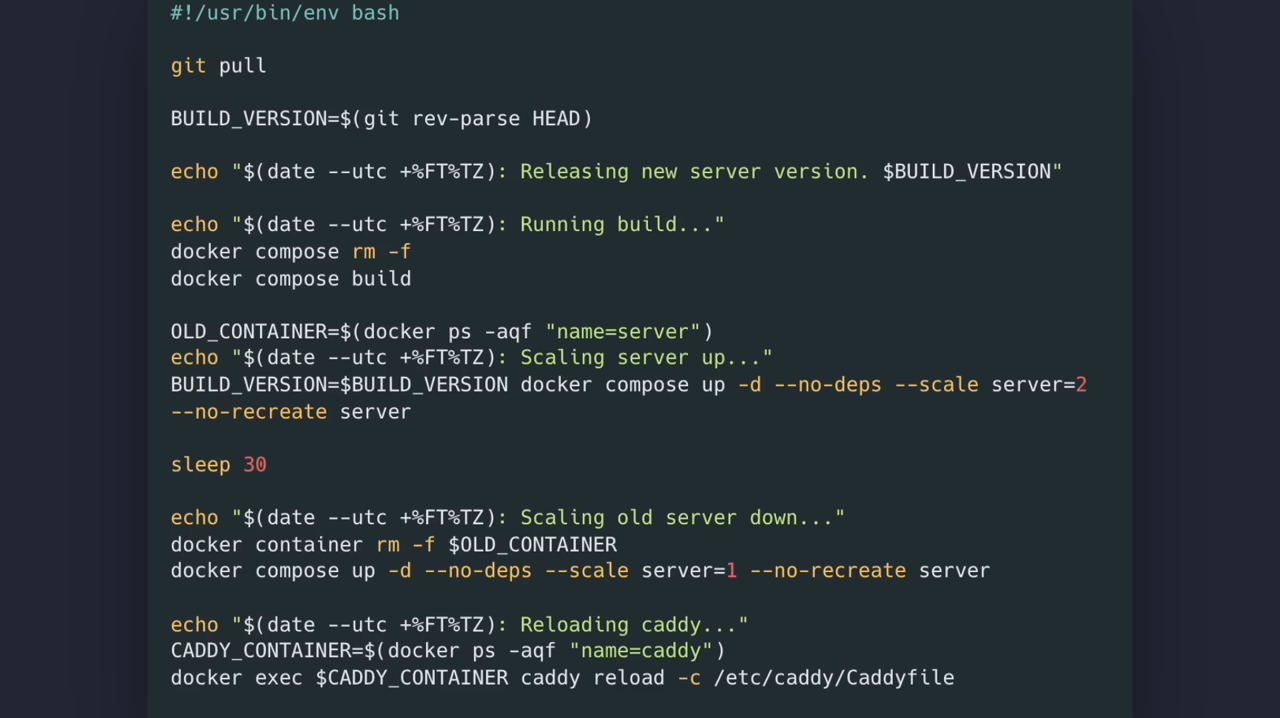 #!/usr/bin/env bash
git pull
BUILD_VERSION=$(git rev-parse HEAD)
echo "$(date --utc +%FT%TZ): Releasing new server version. $BUILD_VERSION"
echo "$(date --utc +%FT%TZ): Running build..."
docker compose rm -f
docker compose build
OLD_CONTAINER=$(docker ps -aqf "name=server")
echo "$(date --utc +%FT%TZ): Scaling server up..."
BUILD_VERSION=$BUILD_VERSION docker compose up -d --no-deps --scale server=2
--no-recreate server
sleep 30
echo "$(date --utc +%FT%TZ): Scaling old server down..."
docker container rm -f $OLD_CONTAINER
docker compose up -d --no-deps --scale server=1 --no-recreate server
echo "$(date --utc +%FT%TZ): Reloading caddy..."
CADDY_CONTAINER=$(docker ps -aqf "name=caddy")
docker exec $CADDY_CONTAINER caddy reload -c /etc/caddy/Caddyfile